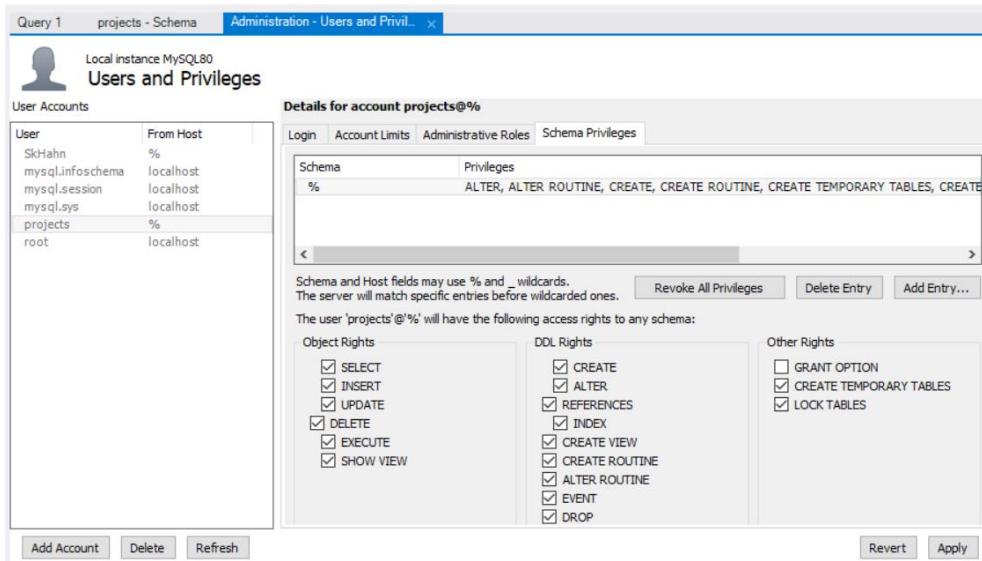 Query 1 projects - Schema Administration - Users and Privil...
Local instance MySQL80
Users and Privileges
User Accounts
User From Host
SkHahn %
mysql.infoschema localhost
mysql.session localhost
mysql.sys localhost
projects %
root localhost
Add Account Delete Refresh
Details for account projects@%
Login Account Limits Administrative Roles Schema Privileges
Schema Privileges
% ALTER, ALTER ROUTINE, CREATE, CREATE ROUTINE, CREATE TEMPORARY TABLES, CREATE
Schema and Host fields may use % and _ wildcards.
The server will match specific entries before wildcarded ones.
Revoke All Privileges Delete Entry Add Entry...
The user 'projects'@'%' will have the following access rights to any schema:
Object Rights
SELECT
INSERT
UPDATE
DELETE
EXECUTE
SHOW VIEW
DDL Rights
CREATE
ALTER
REFERENCES
INDEX
CREATE VIEW
CREATE ROUTINE
ALTER ROUTINE
EVENT
DROP
Other Rights
GRANT OPTION
CREATE TEMPORARY TABLES
LOCK TABLES
Revert Apply